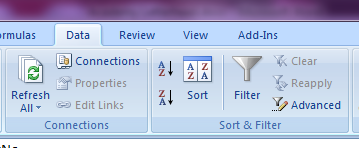 ormulas Data Review View Add-Ins
Refresh All
Connections
Properties
Edit Links
Connections
A Z
Z A
A Z Z A
Sort
Filter
Clear
Reapply
Advanced
Sort & Filter